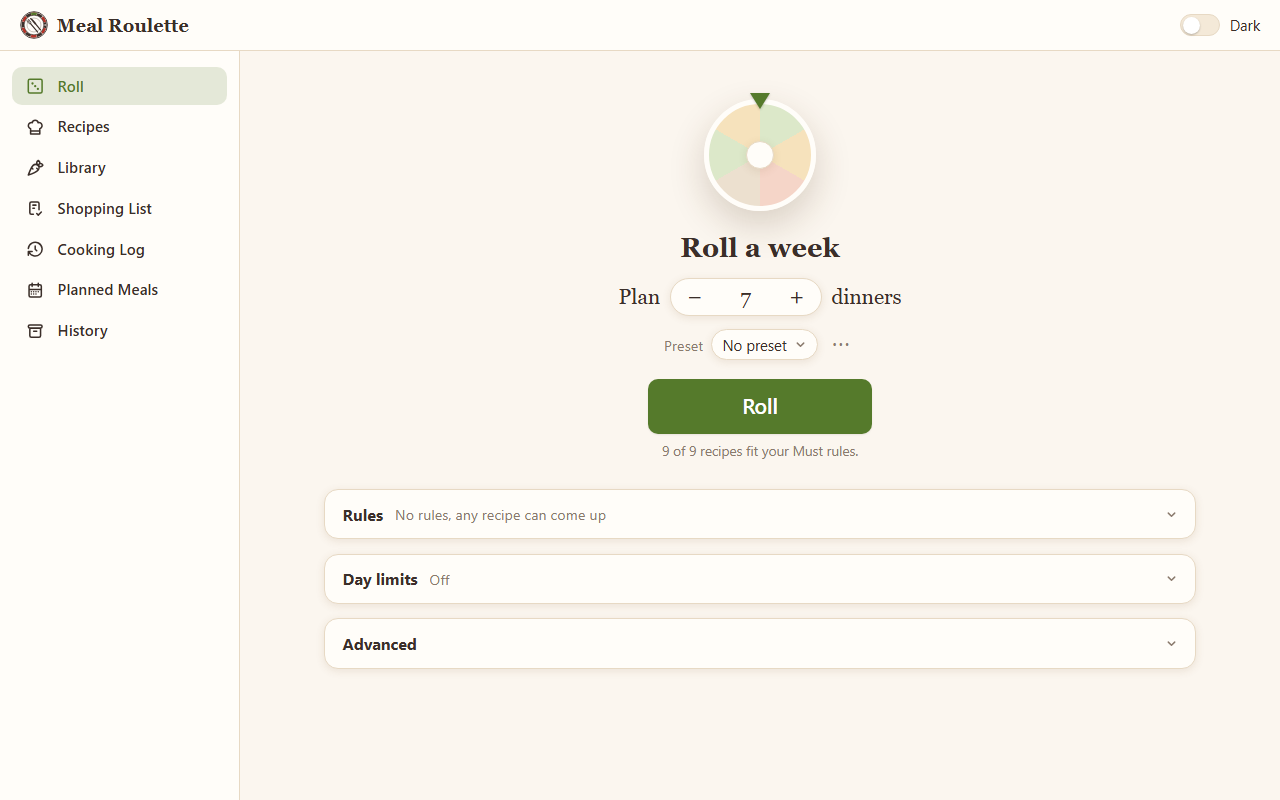 Meal Roulette
Dark
Roll
Recipes
Library
Shopping List
Cooking Log
Planned Meals
History
Roll a week
Plan − 7 + dinners
Preset No preset ···
Roll
9 of 9 recipes fit your Must rules.
Rules No rules, any recipe can come up
Day limits Off
Advanced